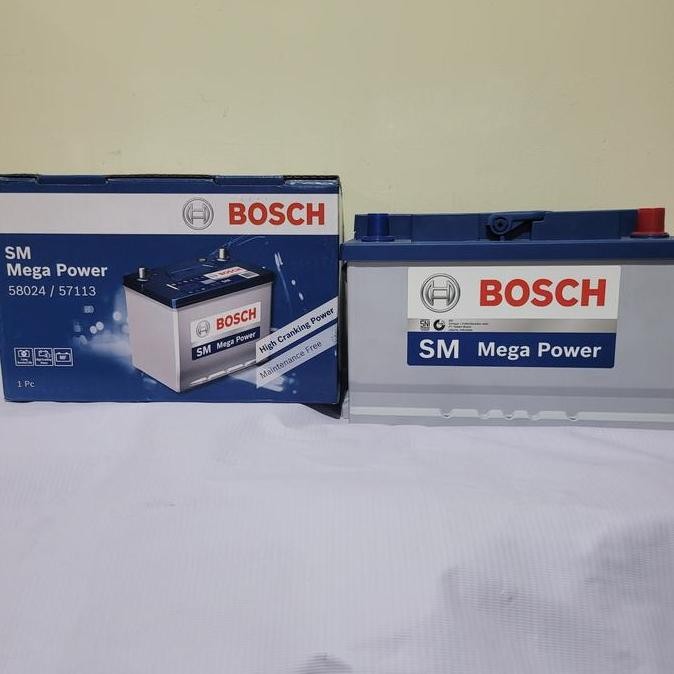 BOSCH
SM
Mega Power
58024 / 57113
BOSCH
SM Mega Power
High Cranking Power
Maintenance Free
1 Pc
BOSCH
SNI
SM Mega Power